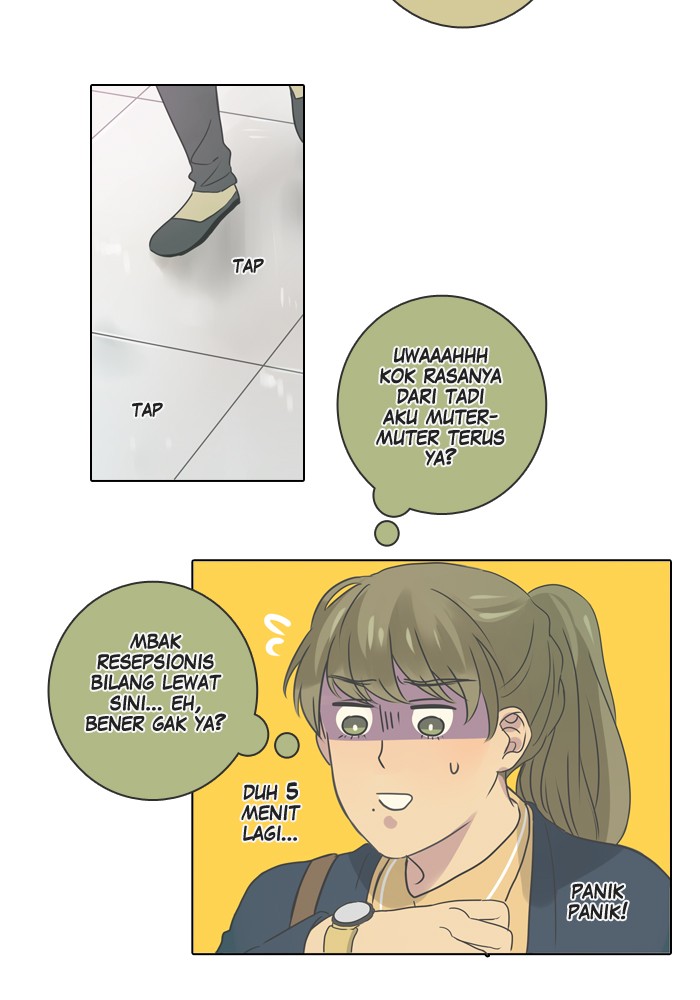 TAP
TAP
UWAAAHHH
KOK RASANYA
DARI TADI
AKU MUTER-
MUTER TERUS
YA?
MBAK
RESEPSIONIS
BILANG LEWAT
SINI... EH,
BENER GAK YA?
DUH 5
MENIT
LAGI...
PANIK
PANIK!